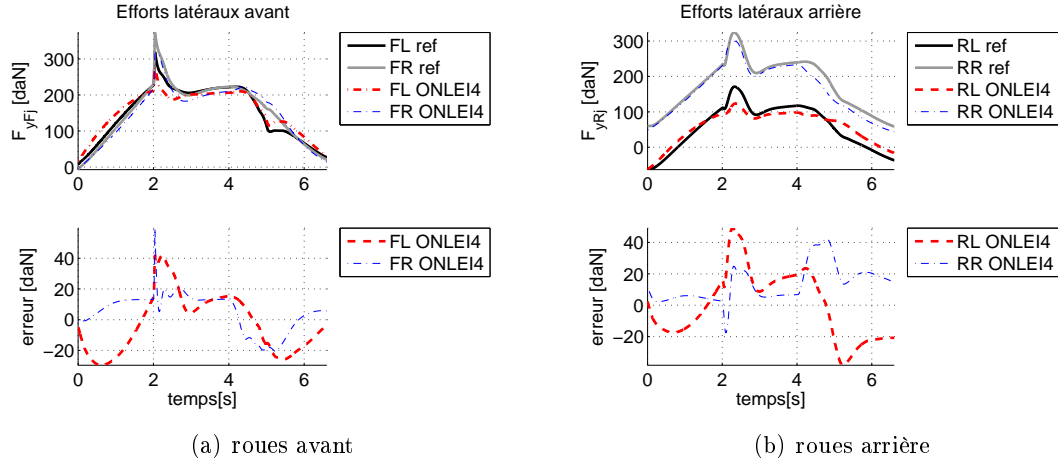 Efforts latéraux avant
F_yFj [daN]
300
200
100
0
0 2 4 6
FL ref
FR ref
FL ONLEI4
FR ONLEI4
erreur [daN]
40
20
0
−20
0 2 4 6
temps[s]
FL ONLEI4
FR ONLEI4
(a) roues avant
Efforts latéraux arrière
F_yRj [daN]
300
200
100
0
0 2 4 6
RL ref
RR ref
RL ONLEI4
RR ONLEI4
erreur [daN]
40
20
0
−20
0 2 4 6
temps[s]
RL ONLEI4
RR ONLEI4
(b) roues arrière